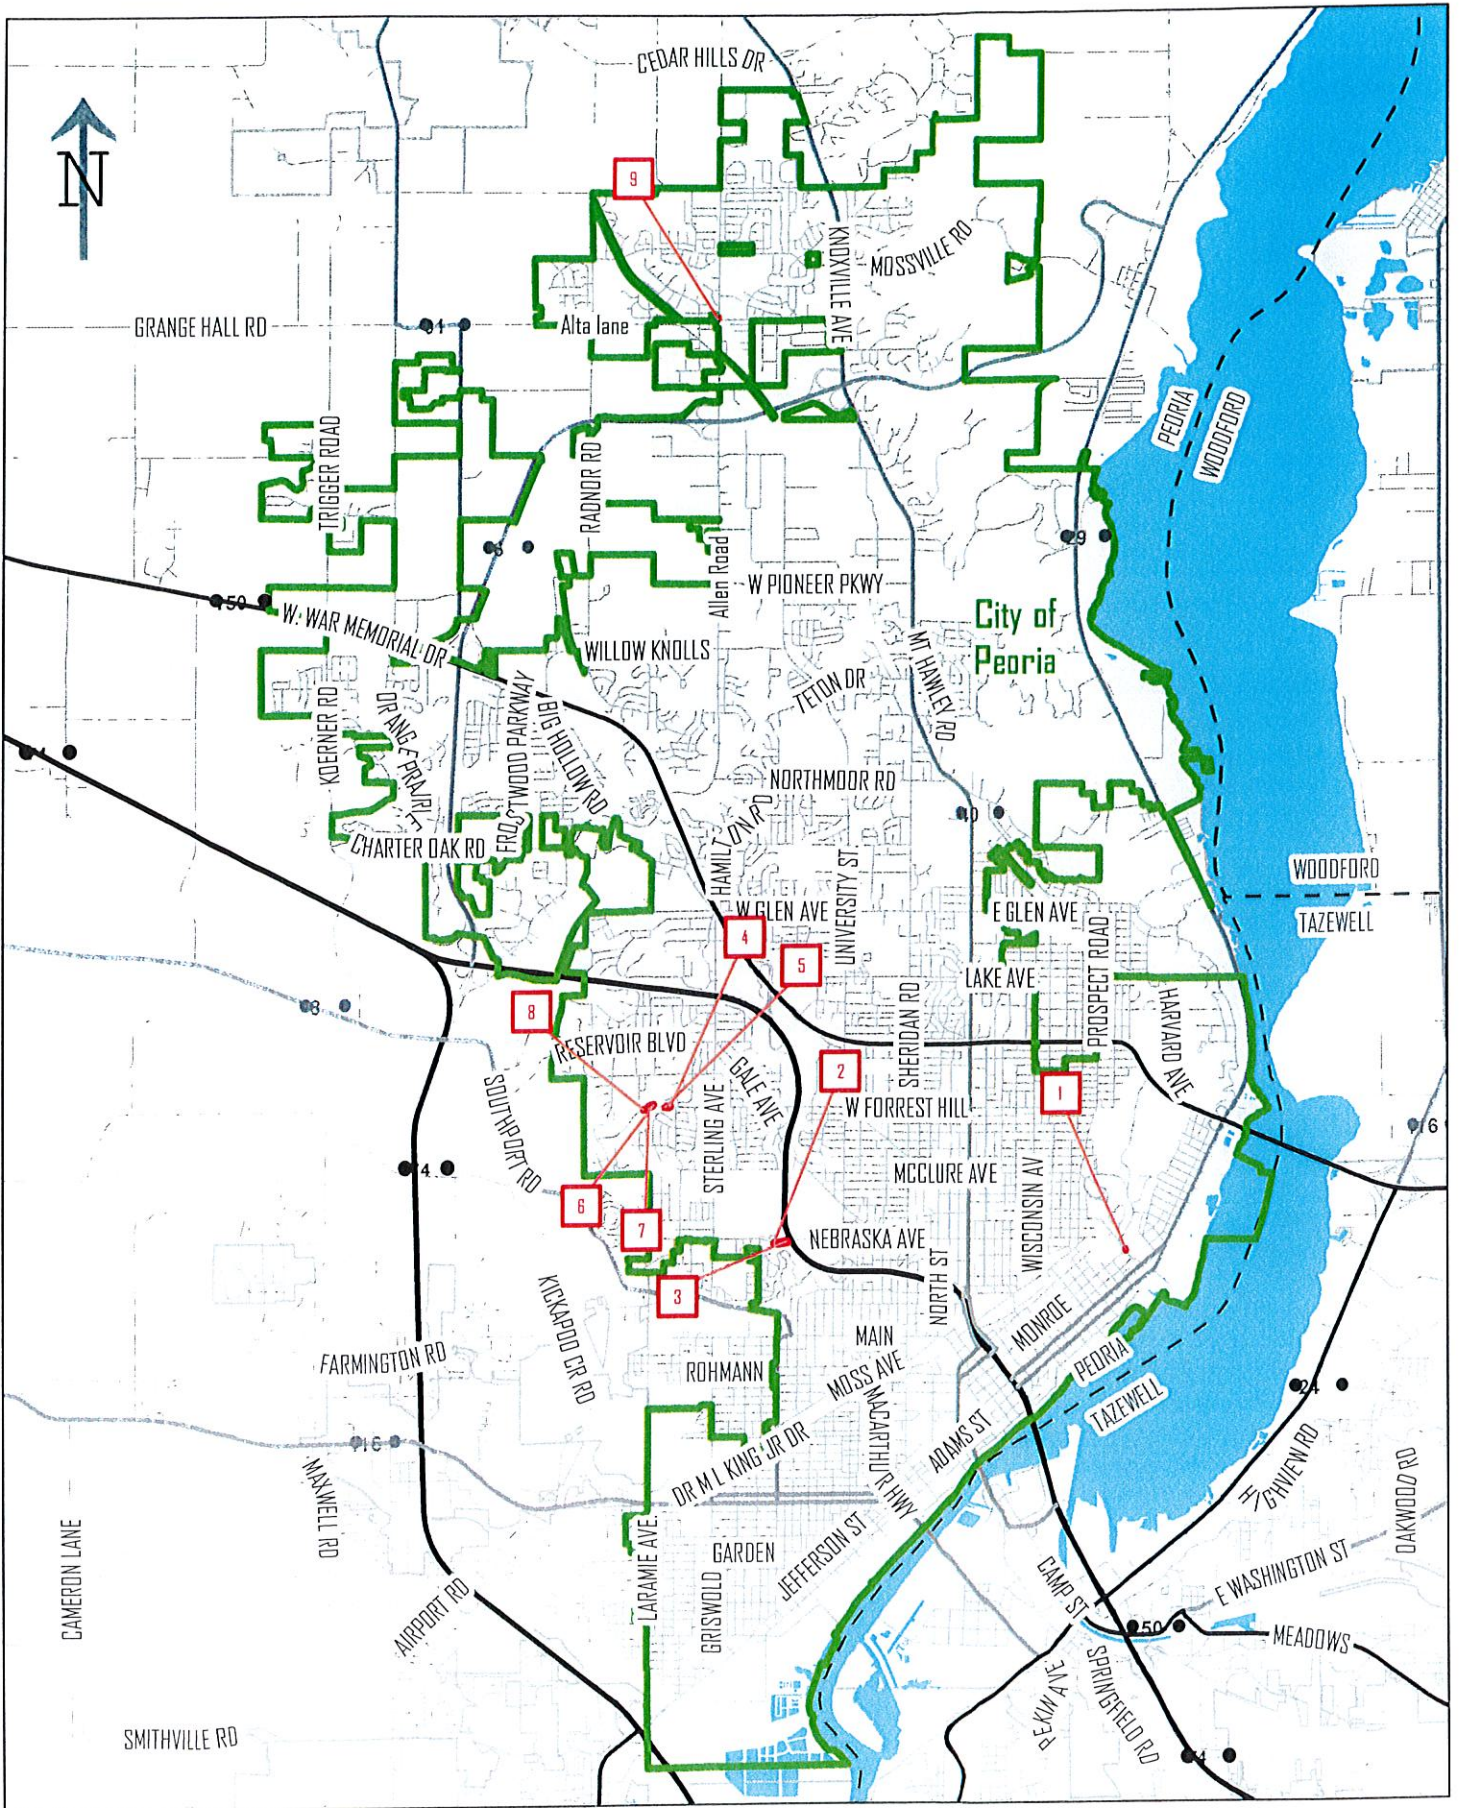 CEDAR HILLS DR
N
9
KNOXVILLE AVE
MOSSVILLE RD
GRANGE HALL RD
Alta lane
PEORIA
WOODFORD
TRIGGER ROAD
RADNOR RD
Allen Road
29
W PIONEER PKWY
150
W. WAR MEMORIAL DR
City of
Peoria
WILLOW KNOLLS
TETON DR
MT HAWLEY RD
KOERNER RD
ORANGE PRAIRIE
FROSTWOOD PARKWAY
BIG HOLLOW RD
NORTHMOOR RD
HAMILTON RD
CHARTER OAK RD
UNIVERSITY ST
WOODFORD
TAZEWELL
W GLEN AVE
E GLEN AVE
4
5
LAKE AVE
PROSPECT ROAD
HARVARD AVE
SHERIDAN RD
8
RESERVOIR BLVD
GALE AVE
2
1
W FORREST HILL
SOUTHPORT RD
STERLING AVE
MCCLURE AVE
WISCONSIN AV
6
7
NEBRASKA AVE
3
NORTH ST
KICKAPOO CR RD
MONROE
MAIN
FARMINGTON RD
ROHMANN
MOSS AVE
PEORIA
TAZEWELL
MACARTHUR HWY
ADAMS ST
DR M L KING JR DR
HIGHVIEW RD
OAKWOOD RD
MAXWELL RD
CAMERON LANE
LARAMIE AVE.
GARDEN
GRISWOLD
JEFFERSON ST
CAMP ST
E WASHINGTON ST
AIRPORT RD
150
MEADOWS
PEKIN AVE
SPRINGFIELD RD
SMITHVILLE RD